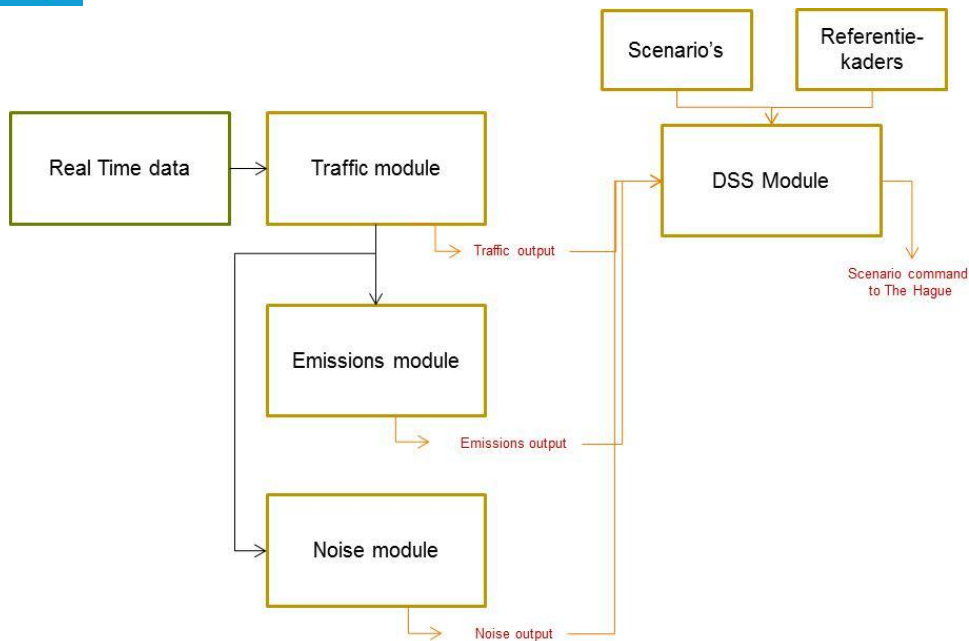 Scenario's
Referentie-
kaders
Real Time data
Traffic module
DSS Module
Traffic output
Scenario command
to The Hague
Emissions module
Emissions output
Noise module
Noise output